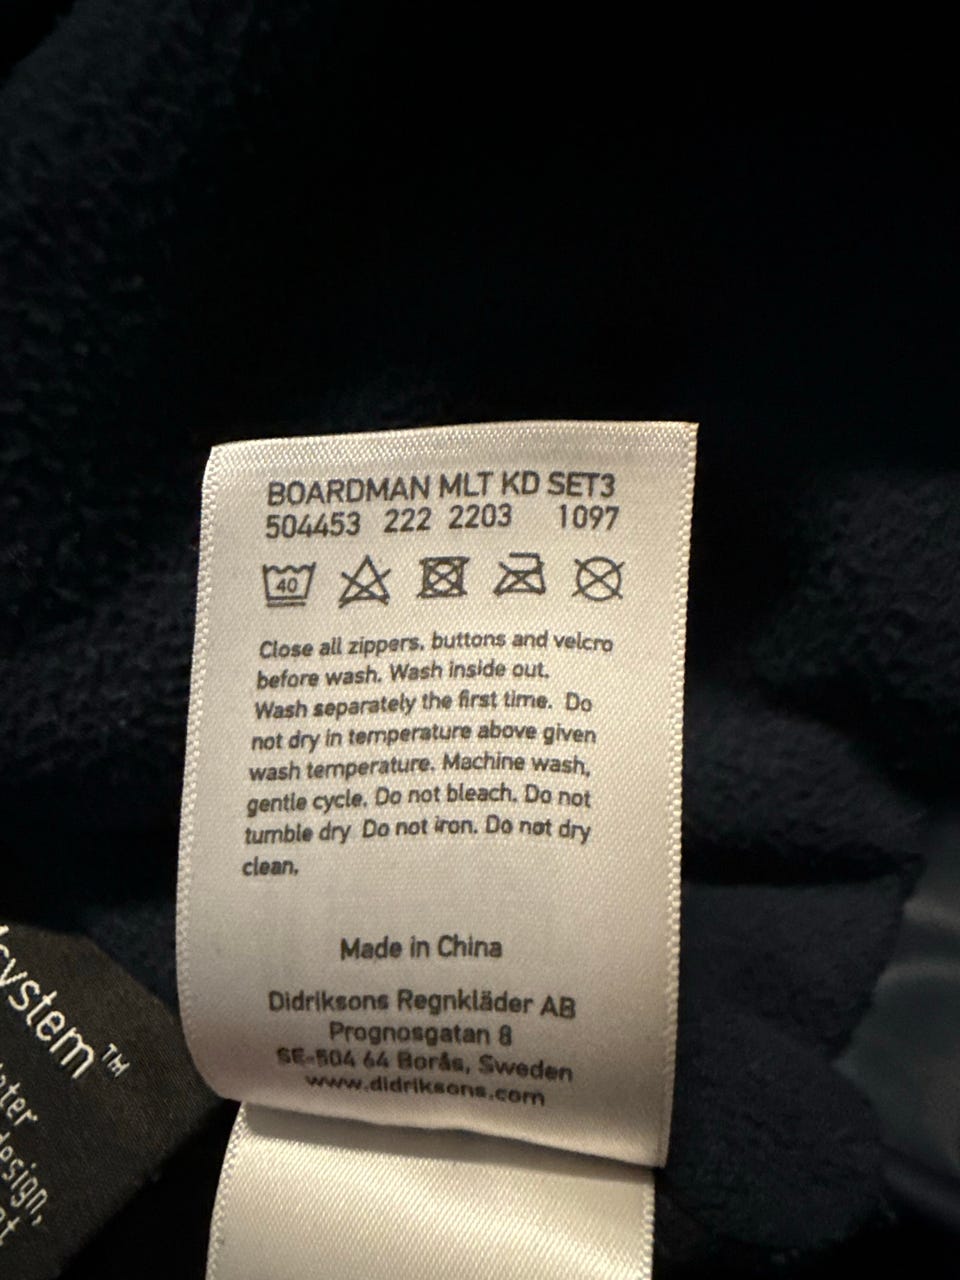 BOARDMAN MLT KD SET3
504453 222 2203 1097
40
Close all zippers, buttons and velcro
before wash. Wash inside out.
Wash separately the first time. Do
not dry in temperature above given
wash temperature. Machine wash,
gentle cycle. Do not bleach. Do not
tumble dry. Do not iron. Do not dry
clean.
Made in China
Didriksons Regnkläder AB
Prognosgatan 8
SE-504 64 Borås, Sweden
www.didriksons.com
system™
design,